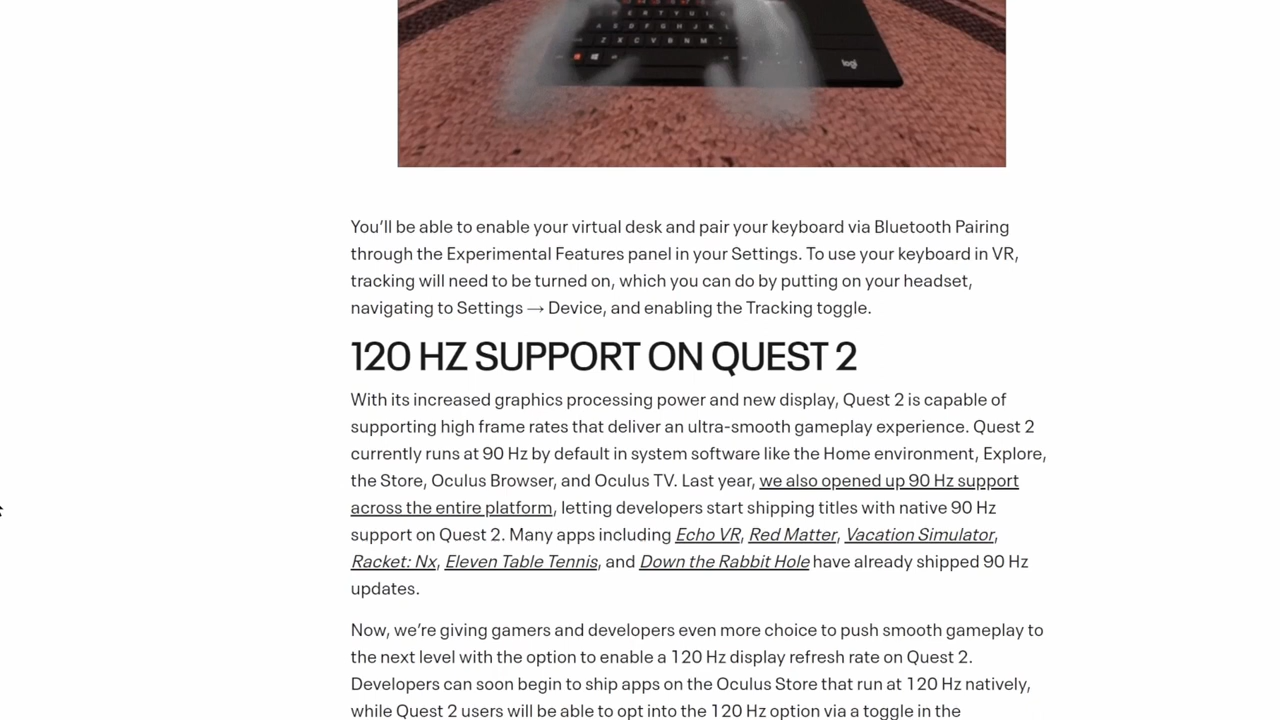 E R T Y U
A S D F G H J K
Z X C V B N M
logi
You’ll be able to enable your virtual desk and pair your keyboard via Bluetooth Pairing
through the Experimental Features panel in your Settings. To use your keyboard in VR,
tracking will need to be turned on, which you can do by putting on your headset,
navigating to Settings → Device, and enabling the Tracking toggle.
120 HZ SUPPORT ON QUEST 2
With its increased graphics processing power and new display, Quest 2 is capable of
supporting high frame rates that deliver an ultra-smooth gameplay experience. Quest 2
currently runs at 90 Hz by default in system software like the Home environment, Explore,
the Store, Oculus Browser, and Oculus TV. Last year, we also opened up 90 Hz support
across the entire platform, letting developers start shipping titles with native 90 Hz
support on Quest 2. Many apps including Echo VR, Red Matter, Vacation Simulator,
Racket: Nx, Eleven Table Tennis, and Down the Rabbit Hole have already shipped 90 Hz
updates.
Now, we’re giving gamers and developers even more choice to push smooth gameplay to
the next level with the option to enable a 120 Hz display refresh rate on Quest 2.
Developers can soon begin to ship apps on the Oculus Store that run at 120 Hz natively,
while Quest 2 users will be able to opt into the 120 Hz option via a toggle in the